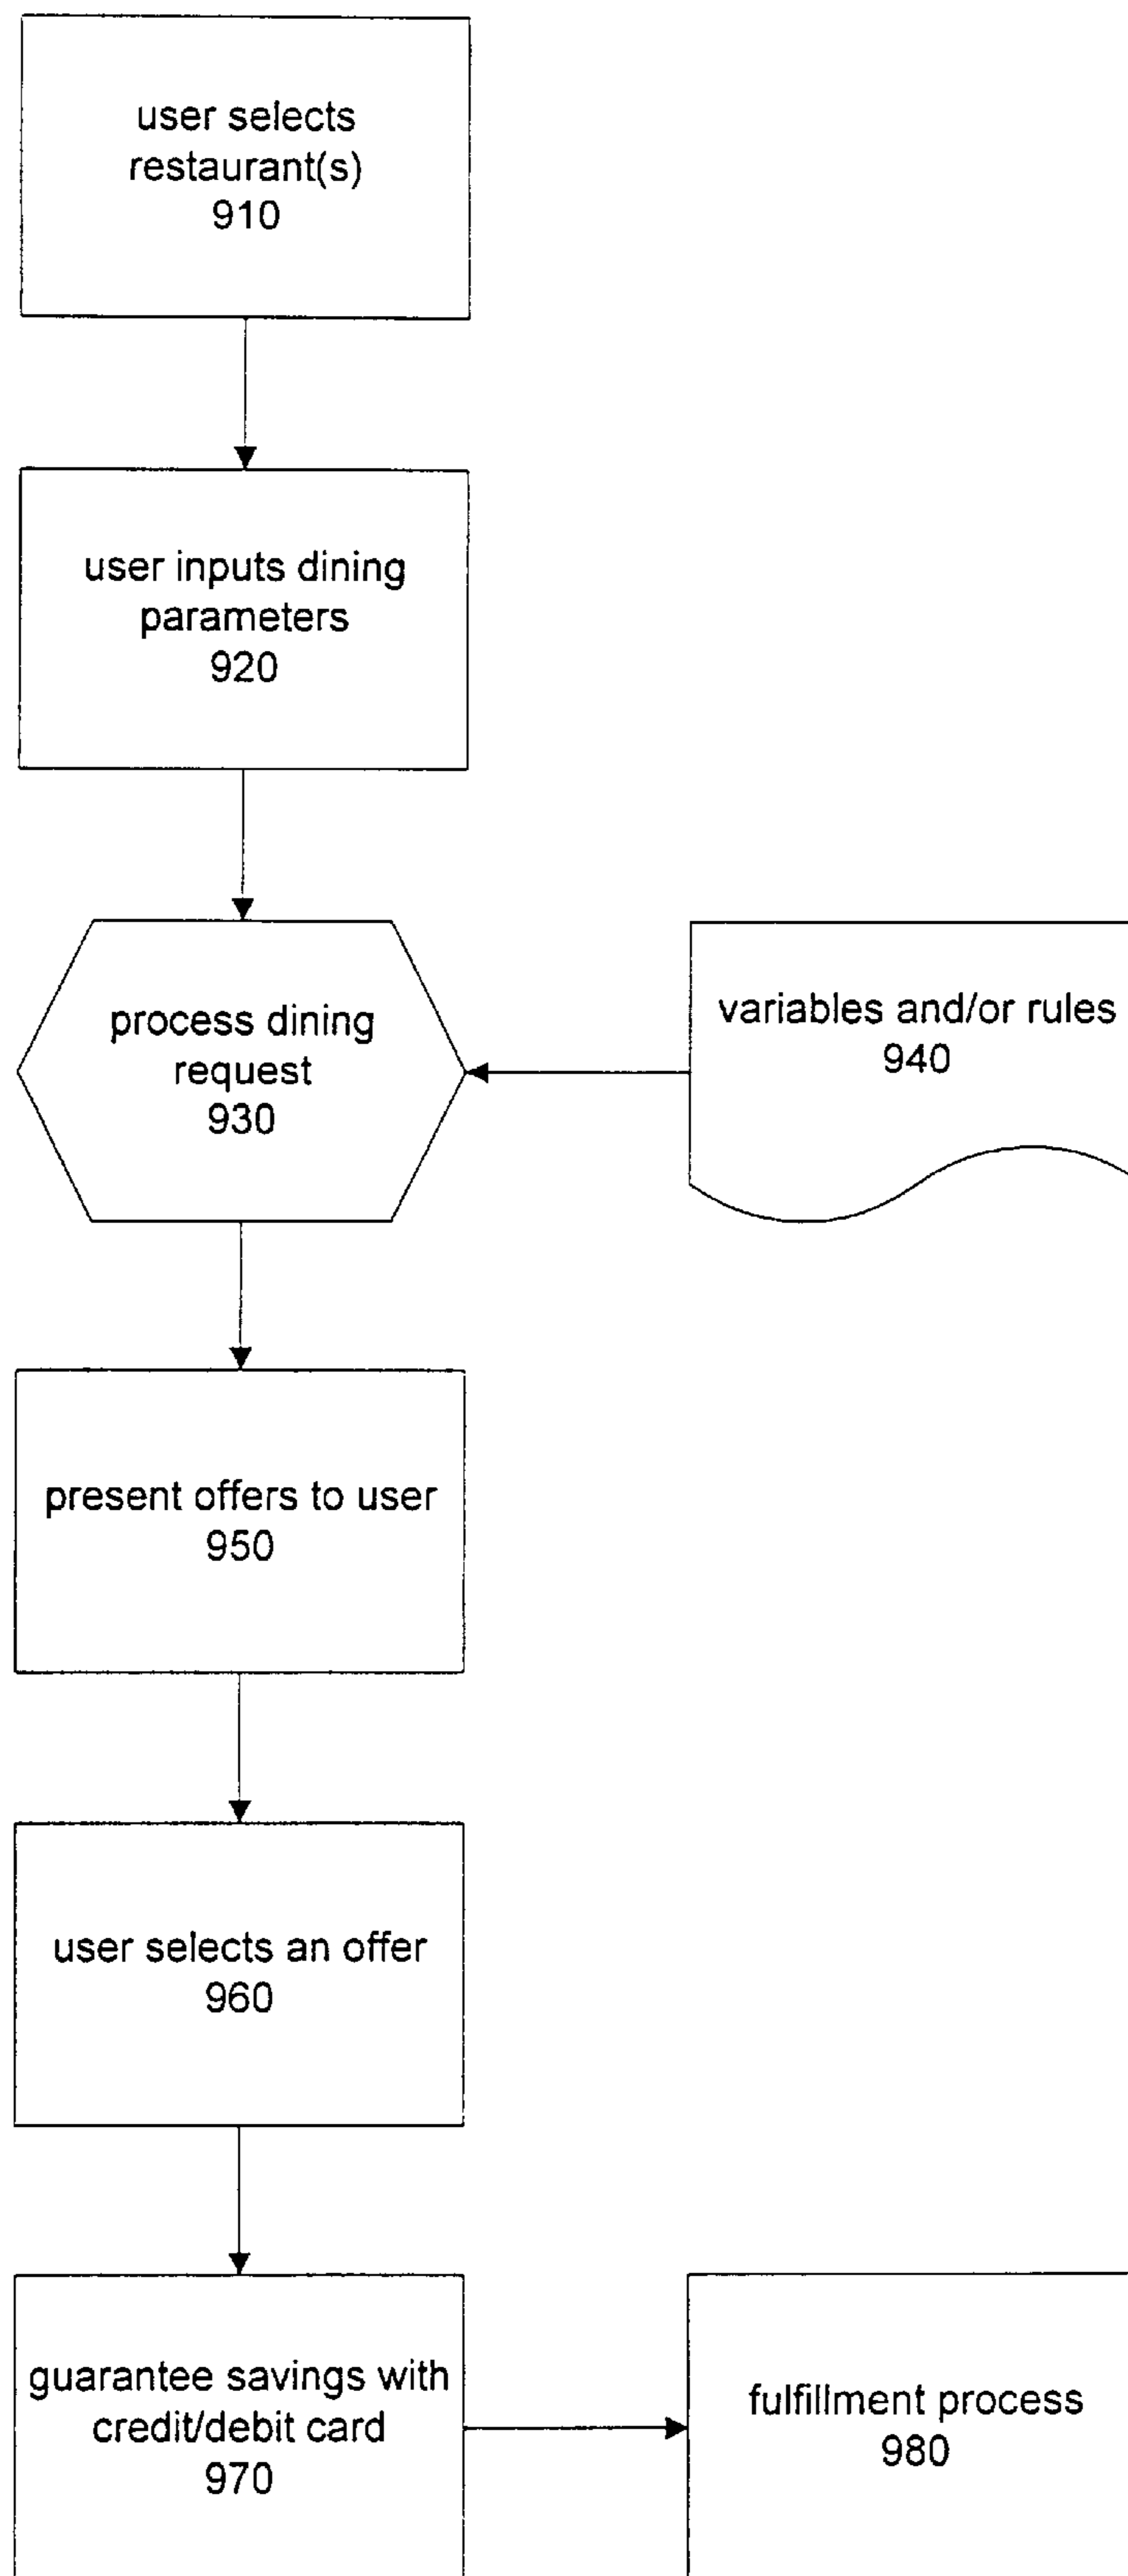 user selects
restaurant(s)
910
user inputs dining
parameters
920
process dining
request
930
variables and/or rules
940
present offers to user
950
user selects an offer
960
guarantee savings with
credit/debit card
970
fulfillment process
980